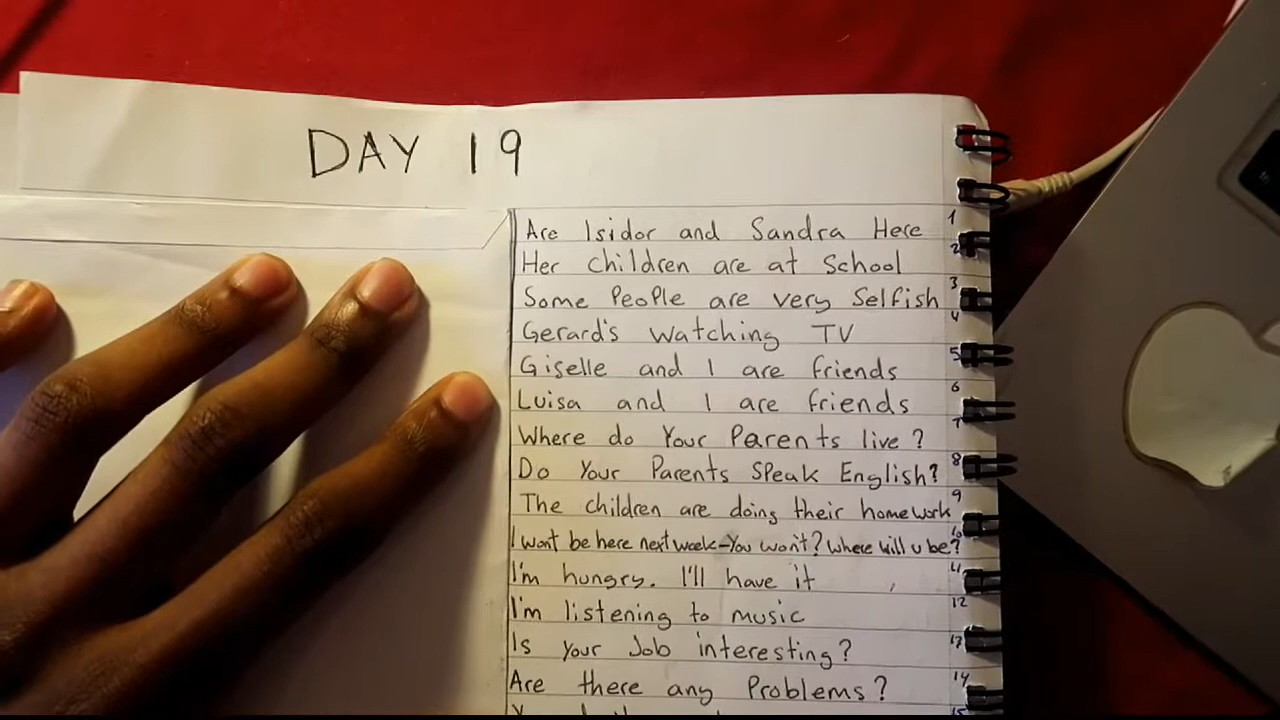 DAY 19
Are Isidor and Sandra Here 1
Her children are at School 2
Some People are very Selfish 3
Gerard's watching TV 4
Giselle and I are friends 5
Luisa and I are friends 6
Where do Your Parents live? 7
Do Your Parents Speak English? 8
The children are doing their homework 9
I wont be here next week-You won't? Where will u be? 10
I'm hungry. I'll have it , 11
I'm listening to music 12
Is your Job interesting? 13
Are there any Problems? 14
15